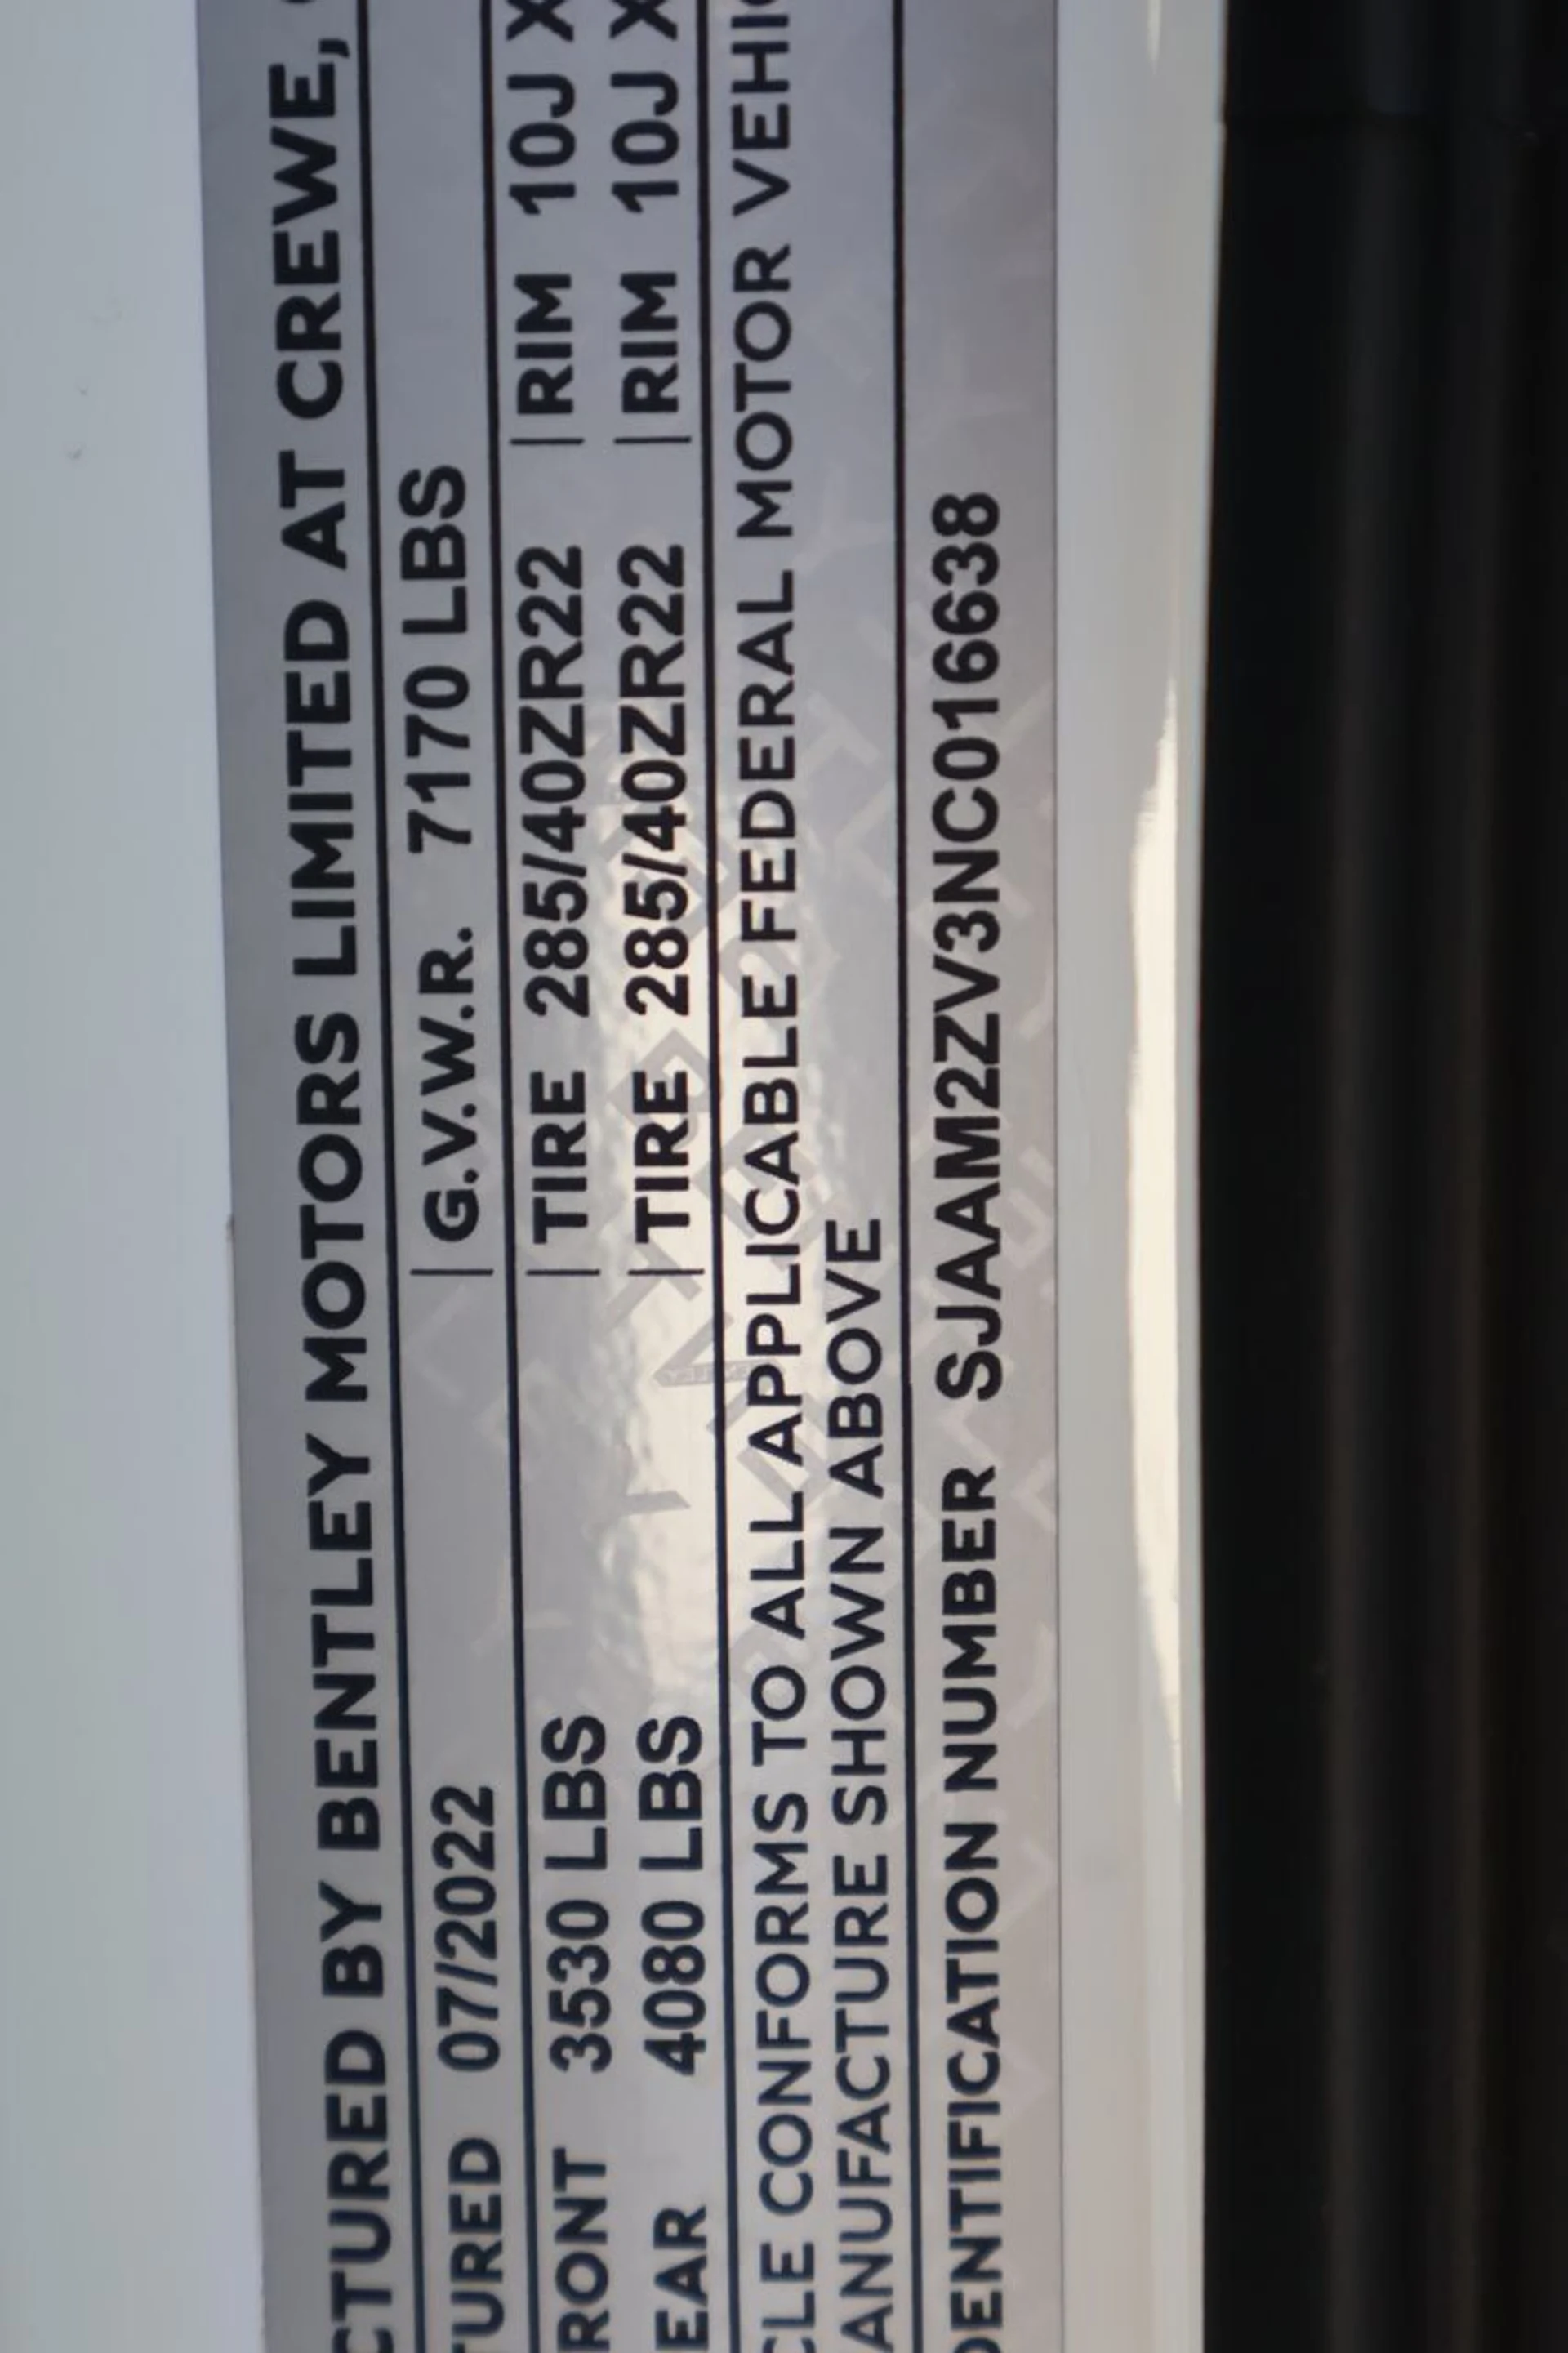 CTURED BY BENTLEY MOTORS LIMITED AT CREWE,
TURED 07/2022 | G.V.W.R. 7170 LBS
RONT 3530 LBS | TIRE 285/40ZR22 | RIM 10J X
EAR 4080 LBS | TIRE 285/40ZR22 | RIM 10J X
CLE CONFORMS TO ALL APPLICABLE FEDERAL MOTOR VEHIC
ANUFACTURE SHOWN ABOVE
DENTIFICATION NUMBER SJAAM2ZV3NC016638